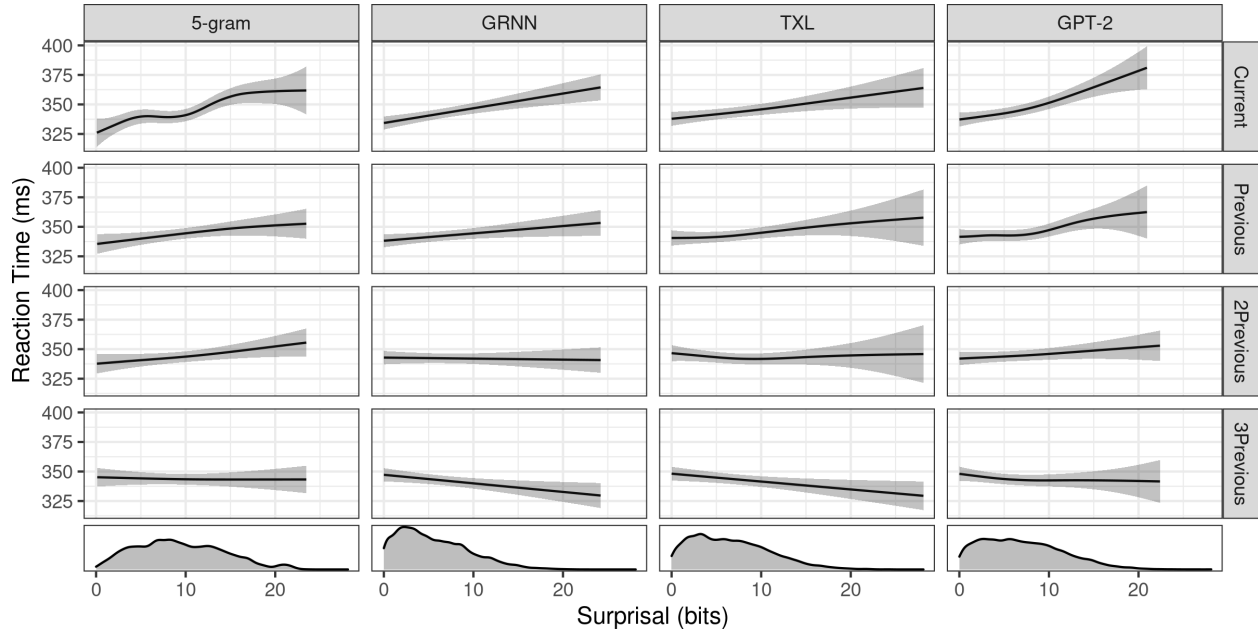 5-gram GRNN TXL GPT-2
Reaction Time (ms)
400
375
350
325
Current
400
375
350
325
Previous
400
375
350
325
2Previous
400
375
350
325
3Previous
0 10 20 0 10 20 0 10 20 0 10 20
Surprisal (bits)